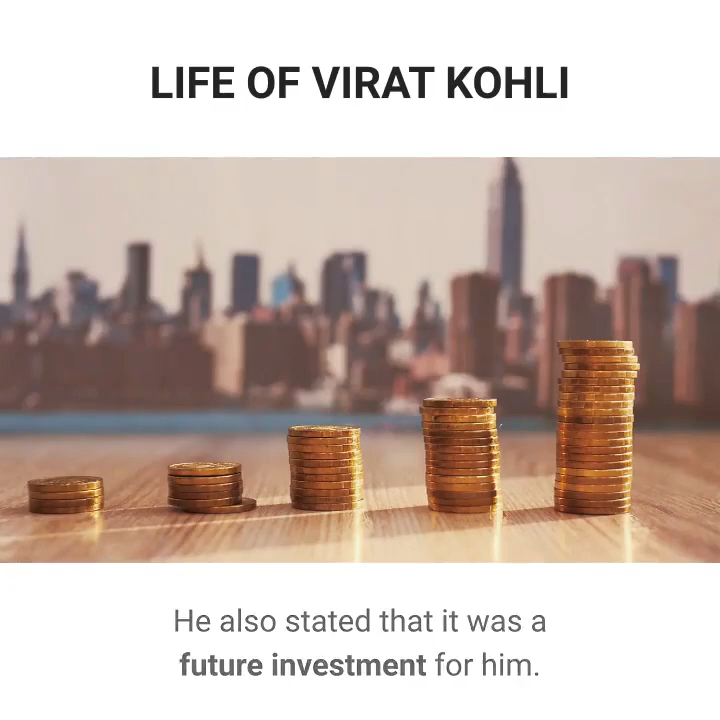 LIFE OF VIRAT KOHLI
He also stated that it was a
future investment for him.